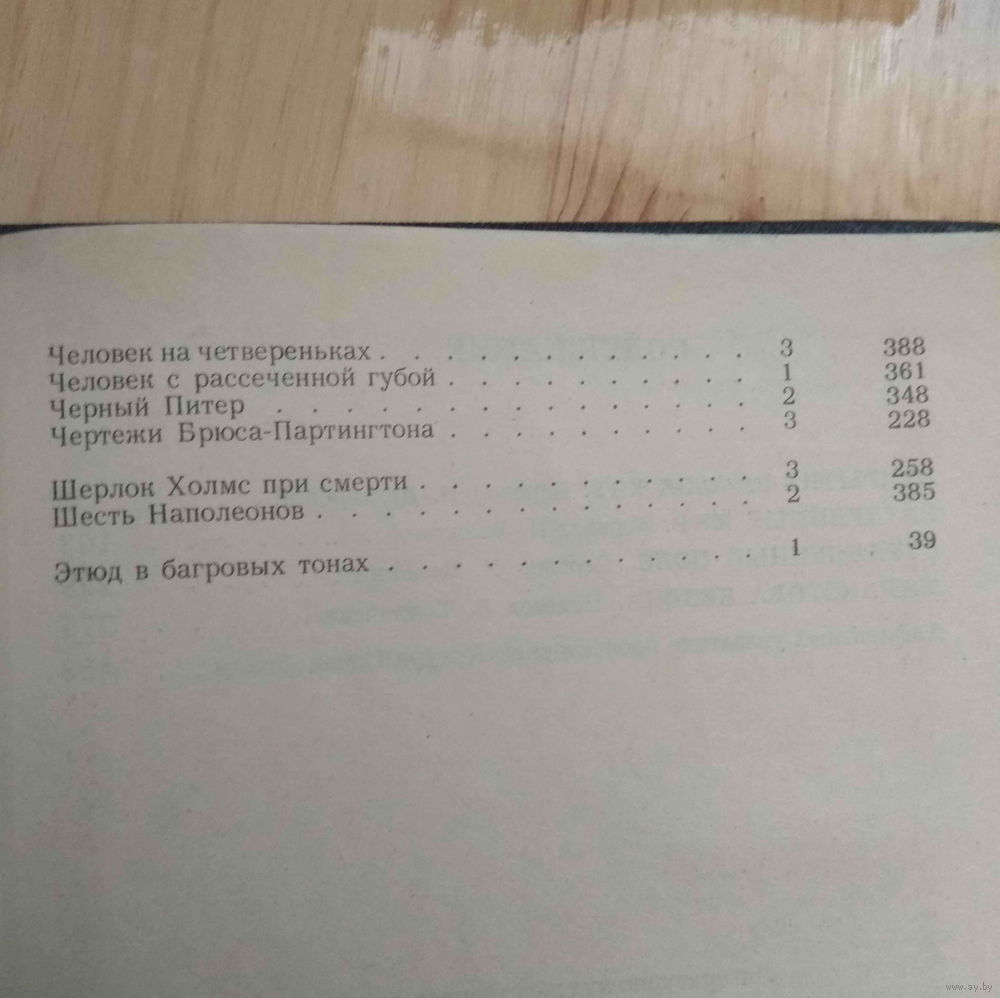 Человек на четвереньках . . . . . . . . . . . 3 388
Человек с рассеченной губой . . . . . . . . . 1 361
Черный Питер . . . . . . . . . . . . . . 2 348
Чертежи Брюса-Партингтона . . . . . . . . . 3 228
Шерлок Холмс при смерти . . . . . . . . . . 3 258
Шесть Наполеонов . . . . . . . . . . . . . 2 385
Этюд в багровых тонах . . . . . . . . . . . 1 39
www.ay.by